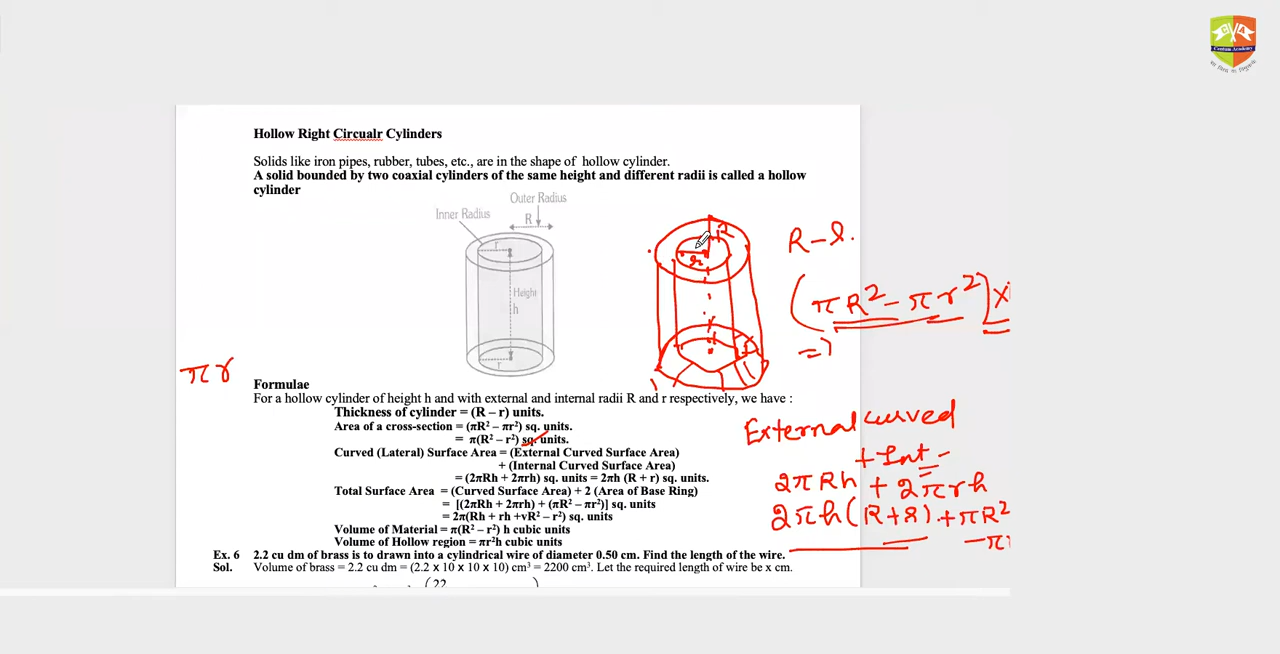 Centum Academy
Hollow Right Circualr Cylinders
Solids like iron pipes, rubber, tubes, etc., are in the shape of hollow cylinder.
A solid bounded by two coaxial cylinders of the same height and different radii is called a hollow
cylinder
Outer Radius
Inner Radius
R
r
Height
h
r
R
r
R-r.
(πR² - πr²) x
=)
πr
Formulae
For a hollow cylinder of height h and with external and internal radii R and r respectively, we have :
Thickness of cylinder = (R – r) units.
Area of a cross-section = (πR² – πr²) sq. units.
= π(R² – r²) sq. units.
Curved (Lateral) Surface Area = (External Curved Surface Area)
+ (Internal Curved Surface Area)
= (2πRh + 2πrh) sq. units = 2πh (R + r) sq. units.
Total Surface Area = (Curved Surface Area) + 2 (Area of Base Ring)
= [(2πRh + 2πrh) + (πR² – πr²)] sq. units
= 2π(Rh + rh +vR² – r²) sq. units
Volume of Material = π(R² – r²) h cubic units
Volume of Hollow region = πr²h cubic units
External curved
+ Int -
2πRh + 2πrh
2πh(R+r) + πR²
-π
Ex. 6 2.2 cu dm of brass is to drawn into a cylindrical wire of diameter 0.50 cm. Find the length of the wire.
Sol. Volume of brass = 2.2 cu dm = (2.2 x 10 x 10 x 10) cm³ = 2200 cm³. Let the required length of wire be x cm.
(22 )